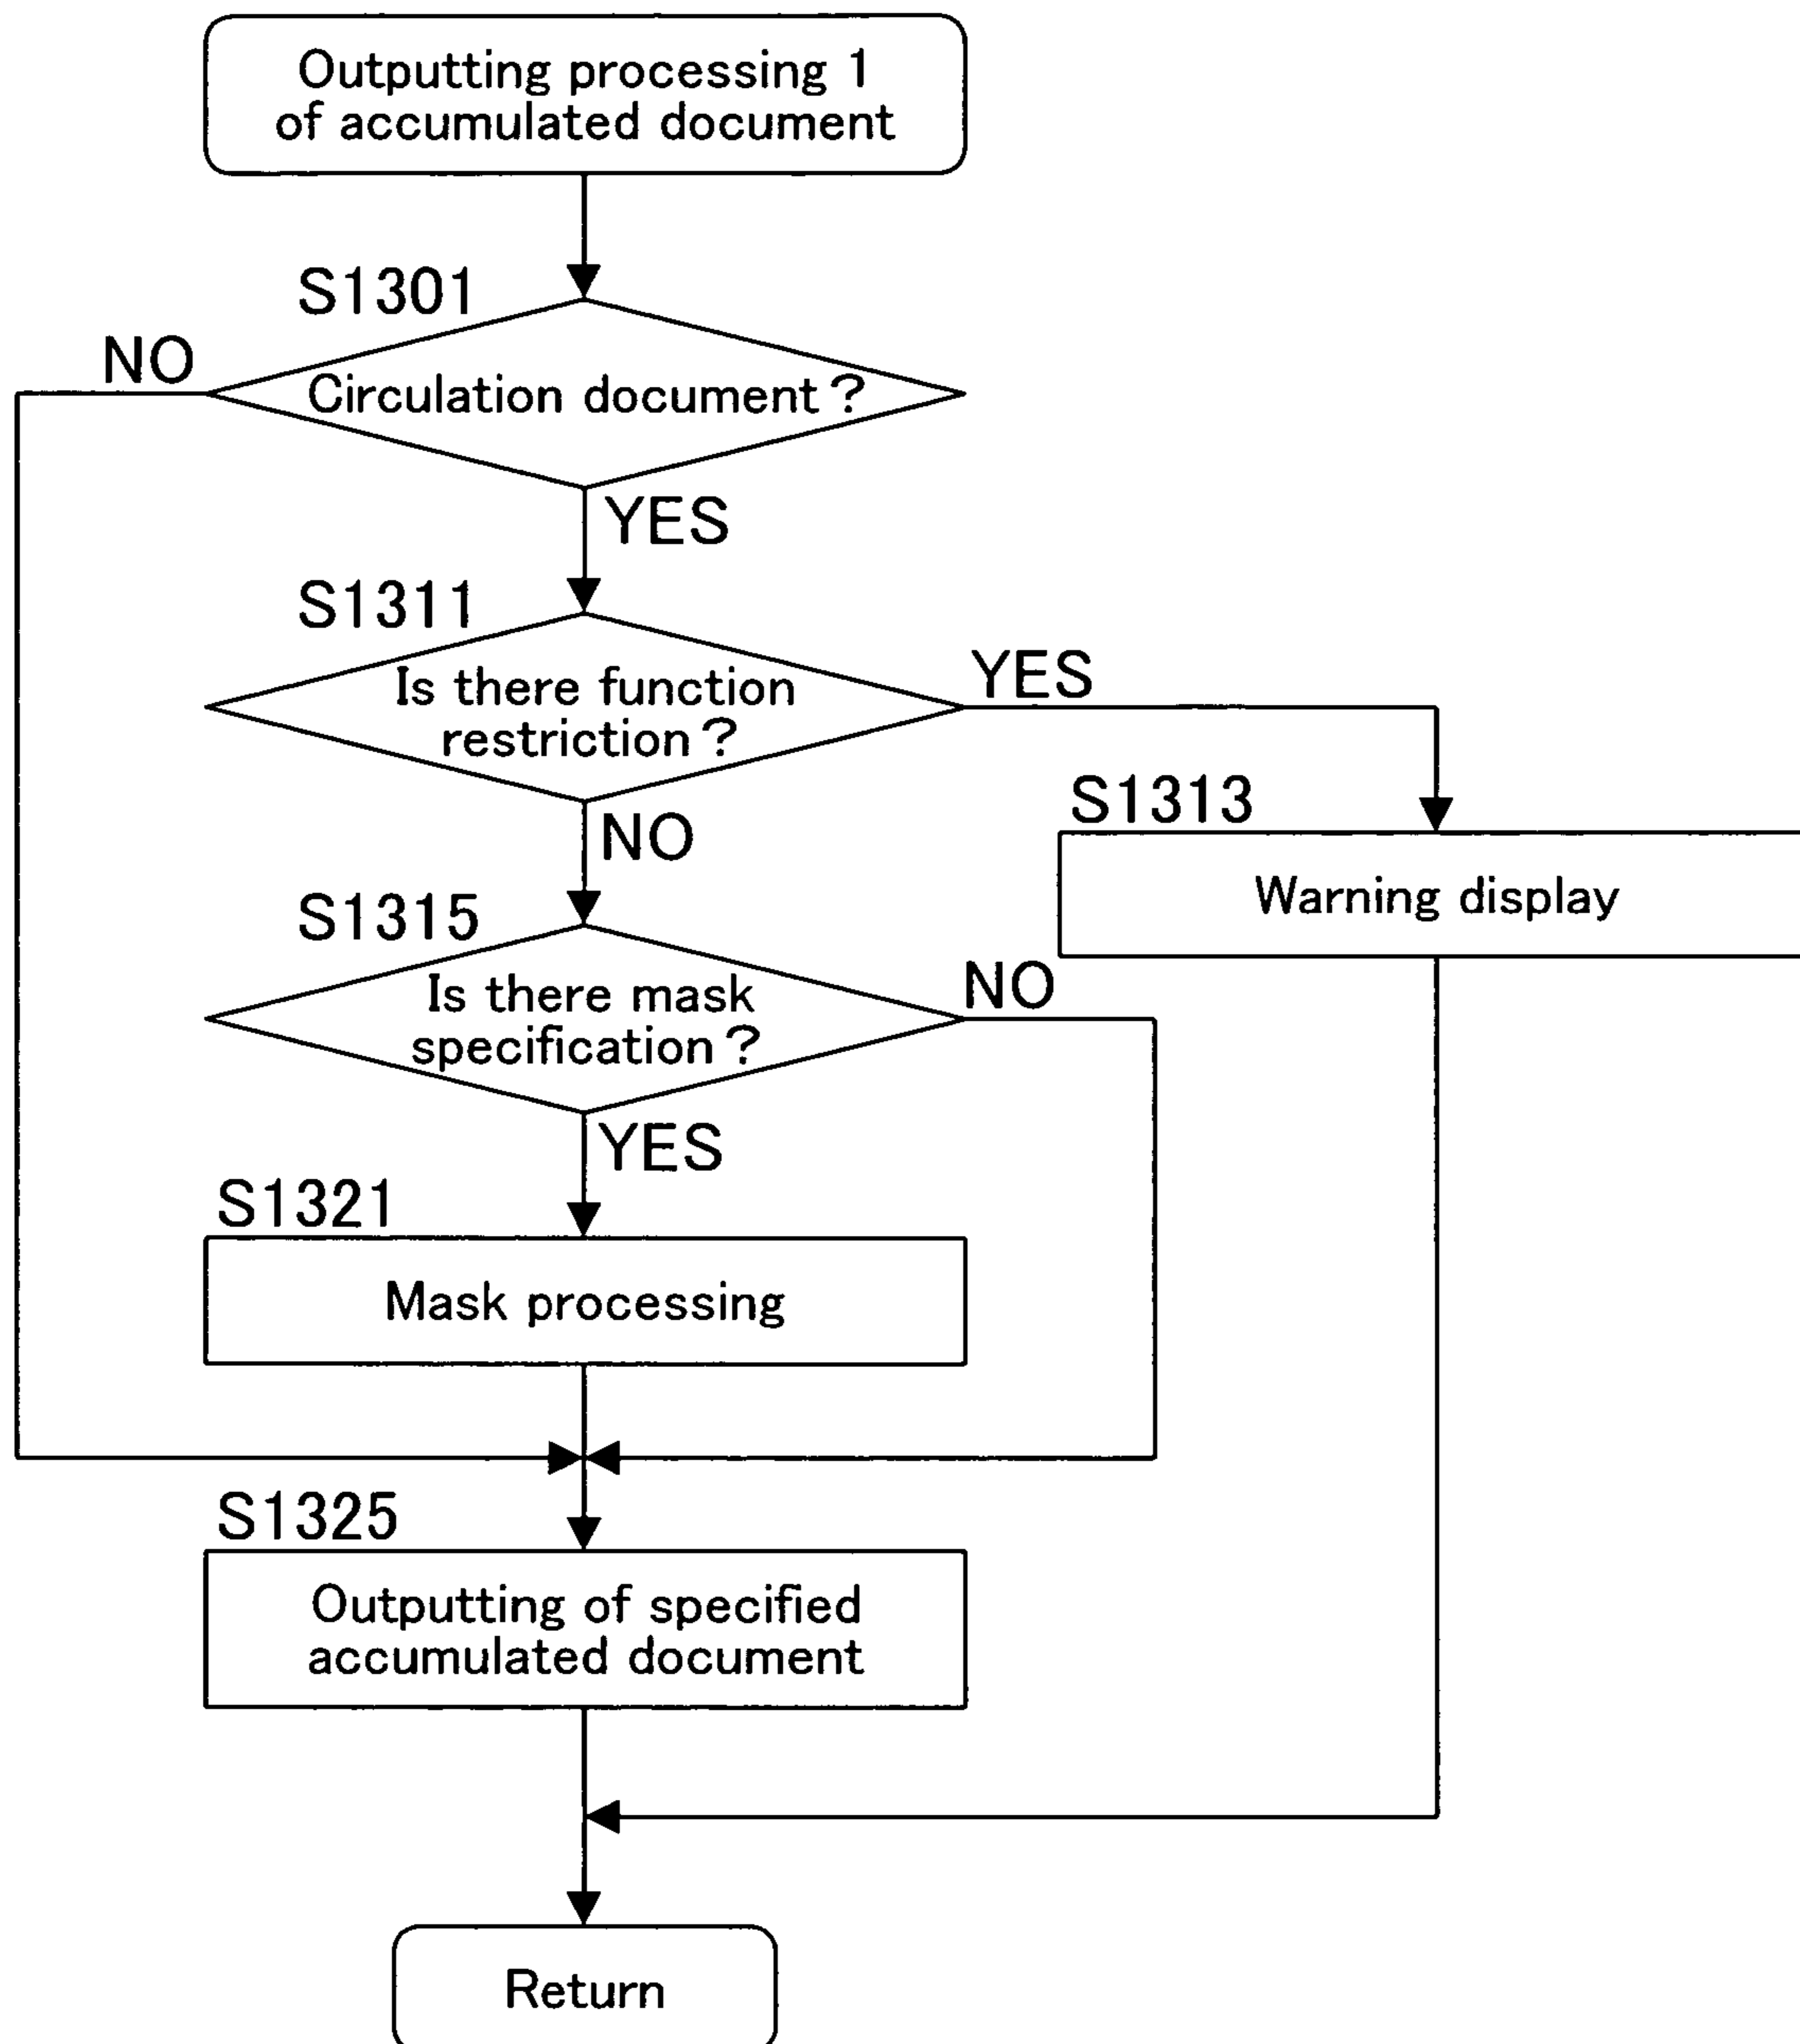 Outputting processing 1
of accumulated document
S1301
NO
Circulation document?
YES
S1311
Is there function
restriction?
YES
NO
S1313
Warning display
S1315
Is there mask
specification?
NO
YES
S1321
Mask processing
S1325
Outputting of specified
accumulated document
Return